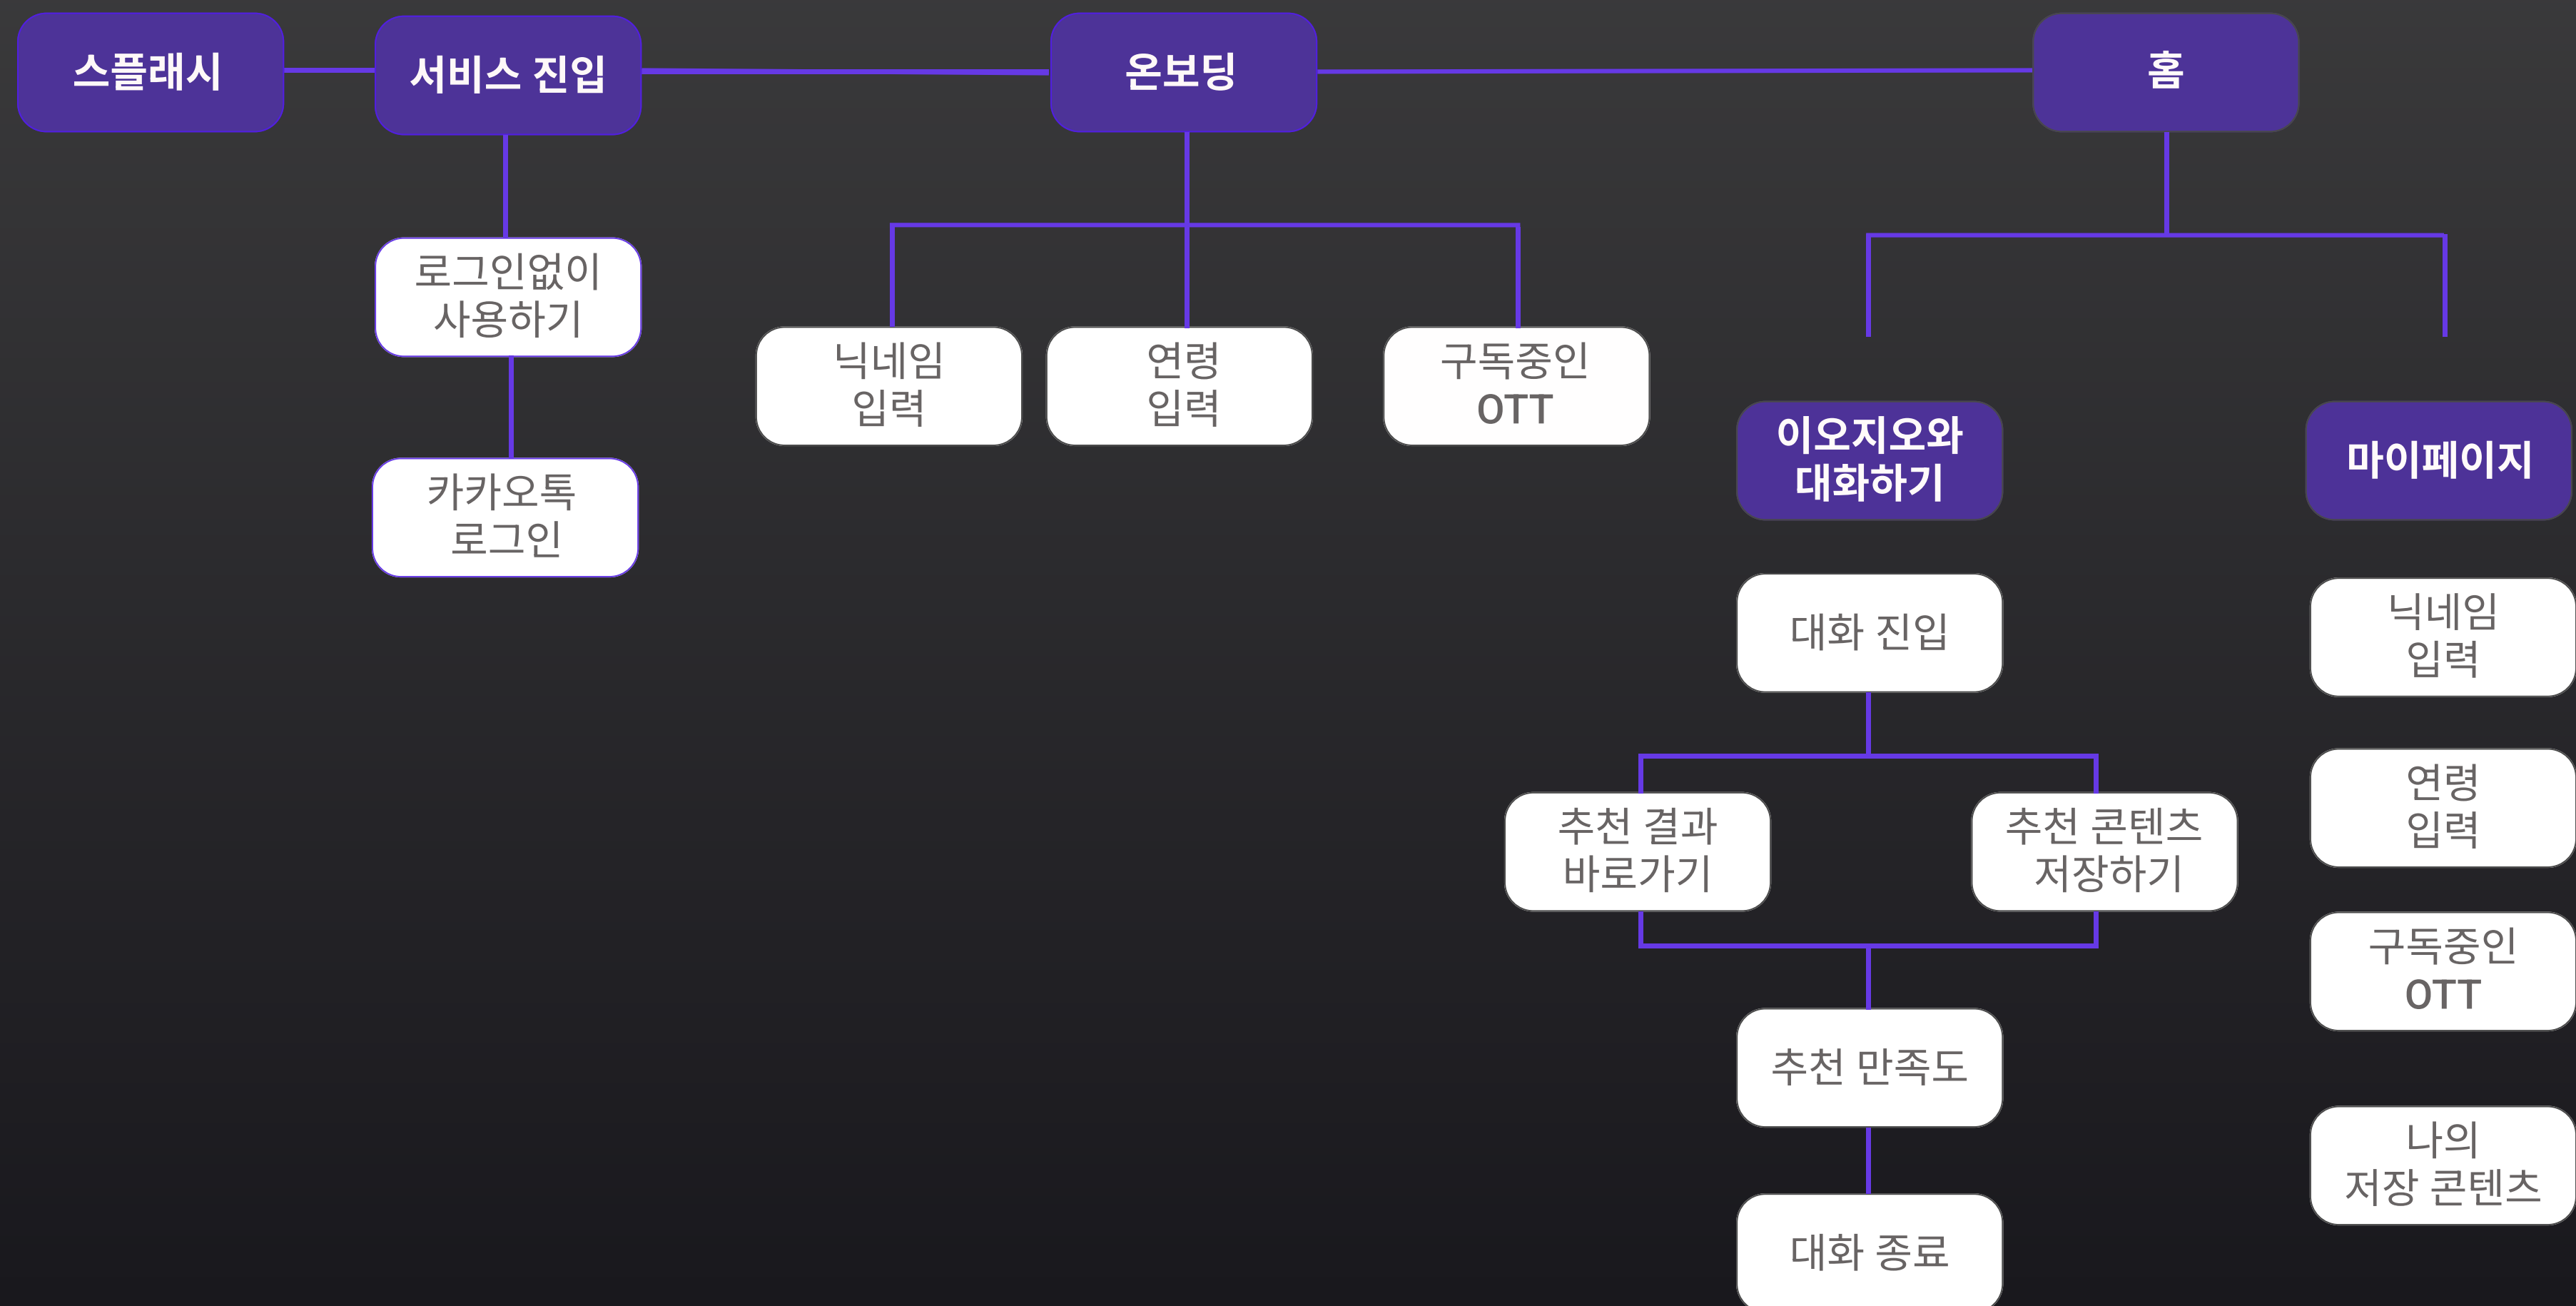 스플래시
서비스 진입
온보딩
홈
로그인없이
사용하기
카카오톡
로그인
닉네임
입력
연령
입력
구독중인
OTT
이오지오와
대화하기
대화 진입
추천 결과
바로가기
추천 콘텐츠
저장하기
추천 만족도
대화 종료
마이페이지
닉네임
입력
연령
입력
구독중인
OTT
나의
저장 콘텐츠